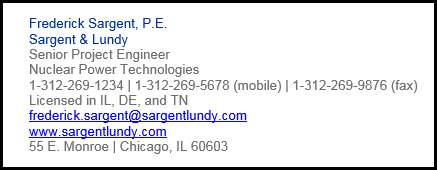 Frederick Sargent, P.E.
Sargent & Lundy
Senior Project Engineer
Nuclear Power Technologies
1-312-269-1234 | 1-312-269-5678 (mobile) | 1-312-269-9876 (fax)
Licensed in IL, DE, and TN
frederick.sargent@sargentlundy.com
www.sargentlundy.com
55 E. Monroe | Chicago, IL 60603